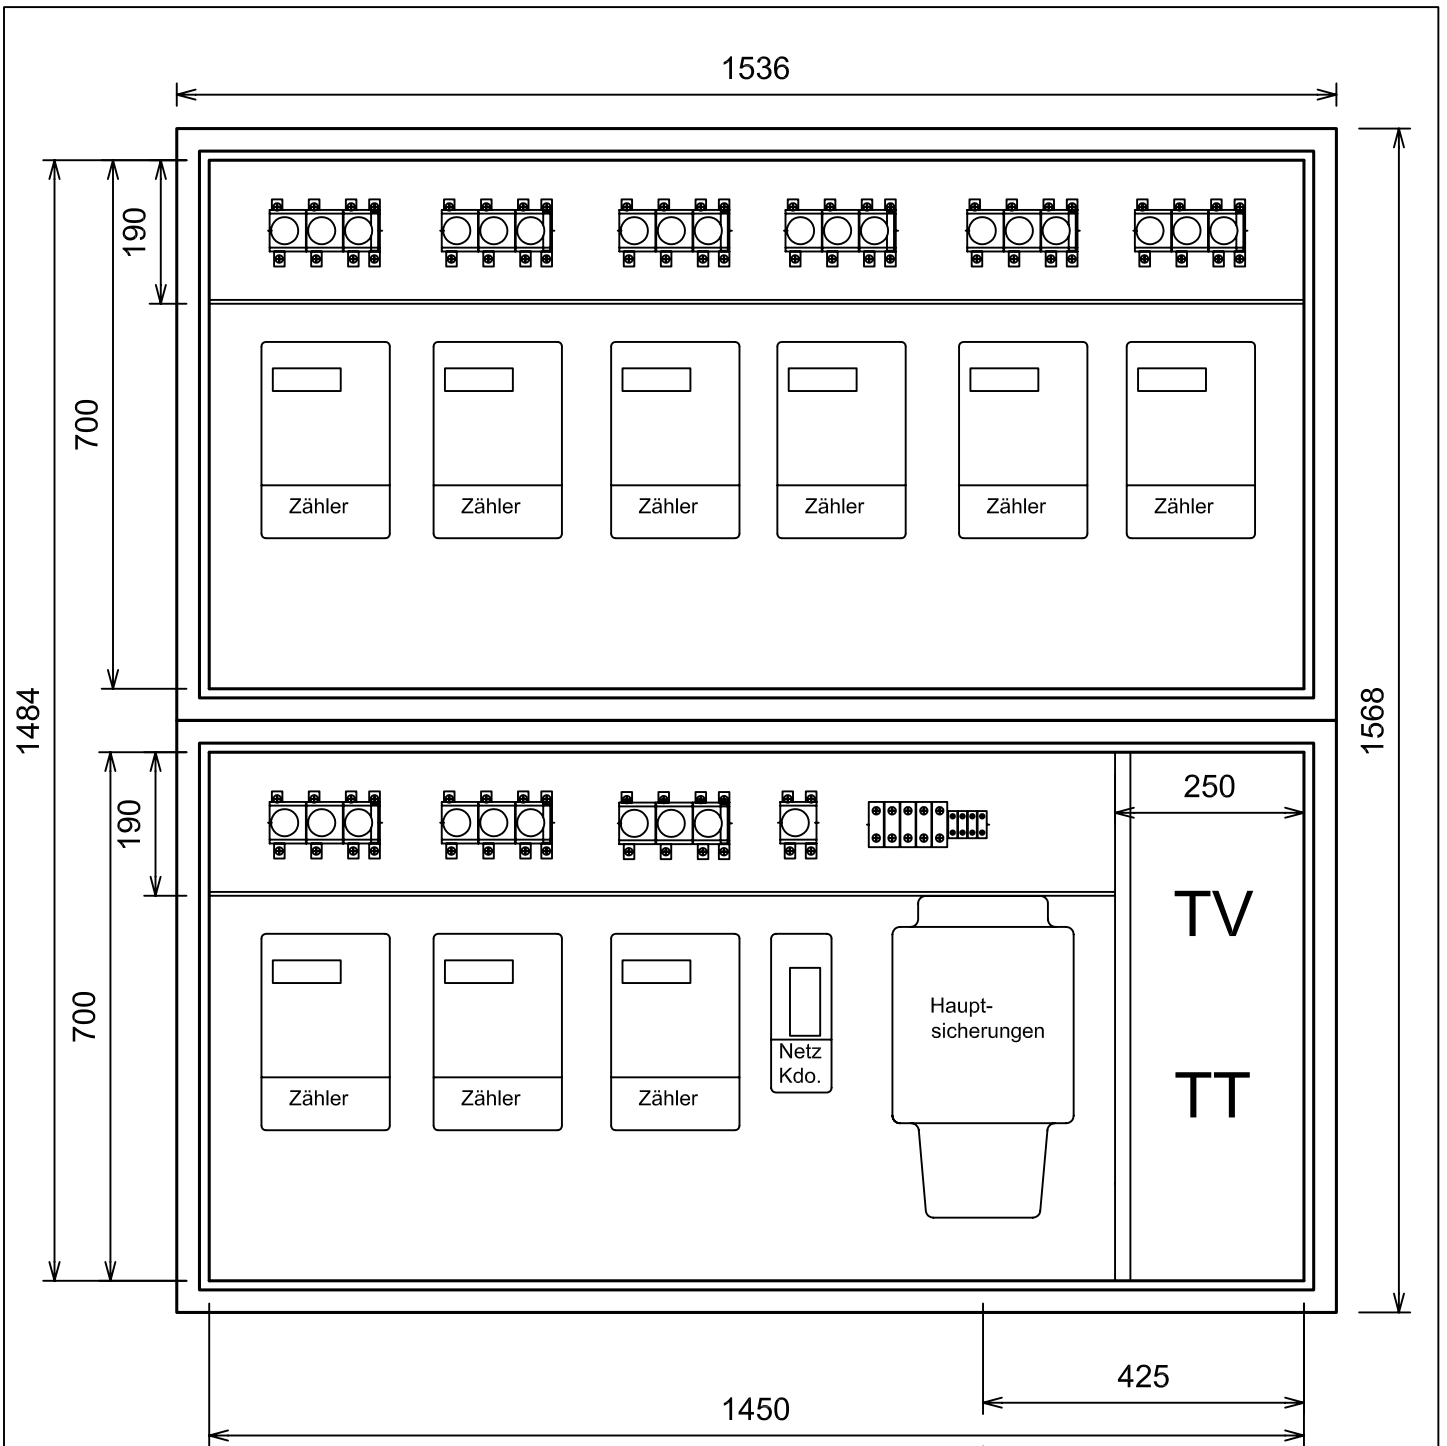 1536
190
700
1484
1568
Zähler
Zähler
Zähler
Zähler
Zähler
Zähler
190
700
250
TV
TT
Haupt-
sicherungen
Netz
Kdo.
Zähler
Zähler
Zähler
425
1450